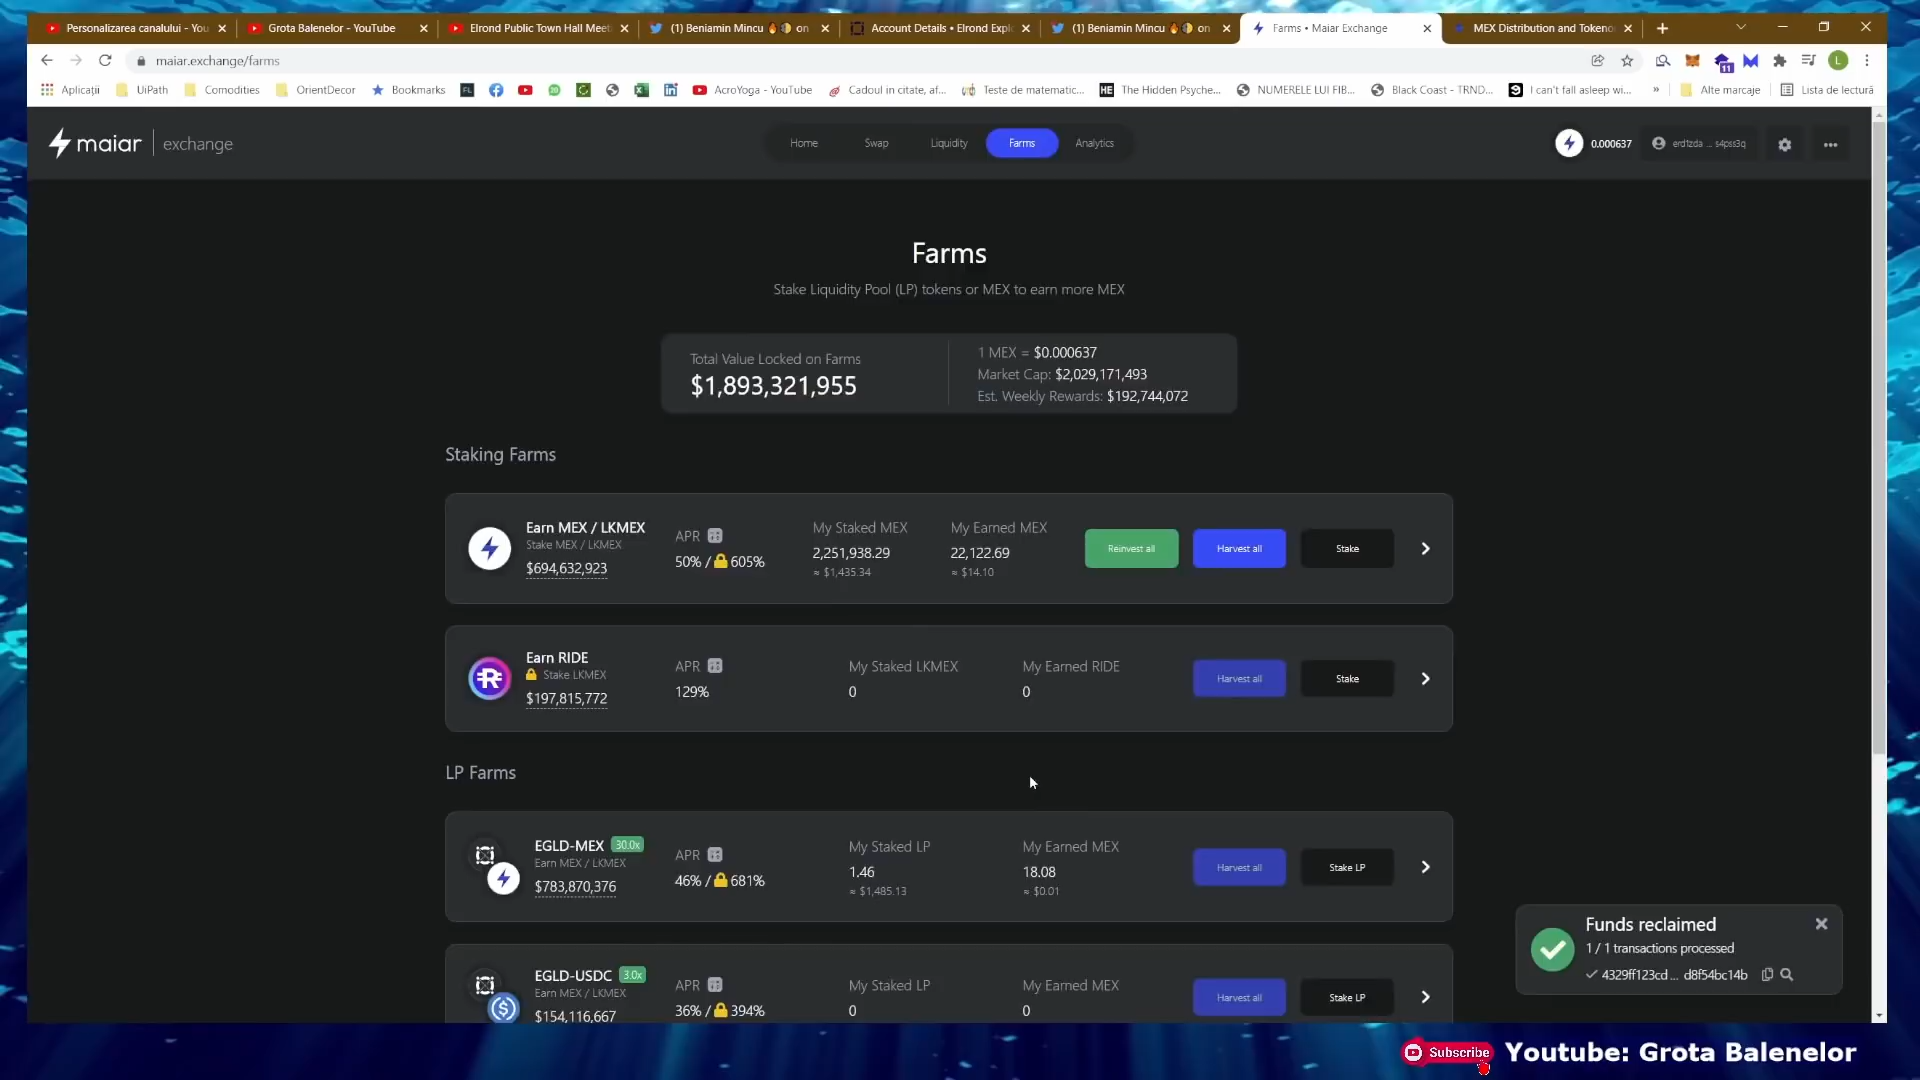 Personalizarea canalului - You
Grota Balenelor - YouTube
Elrond Public Town Hall Meeti
(1) Beniamin Mincu 🔥🌗 on
Account Details • Elrond Explo
(1) Beniamin Mincu 🔥🌗 on
Farms • Maiar Exchange
MEX Distribution and Tokeno
maiar.exchange/farms
11
L
Aplicații
UiPath
Comodities
OrientDecor
Bookmarks
FL
AcroYoga - YouTube
Cadoul in citate, af...
Teste de matematic...
HE
The Hidden Psyche...
NUMERELE LUI FIB...
Black Coast - TRND...
I can't fall asleep wi...
»
Alte marcaje
Lista de lectură
maiar exchange
Home
Swap
Liquidity
Farms
Analytics
0.000637
erd1zda ... s4pss3q
Farms
Stake Liquidity Pool (LP) tokens or MEX to earn more MEX
Total Value Locked on Farms
$1,893,321,955
1 MEX = $0.000637
Market Cap: $2,029,171,493
Est. Weekly Rewards: $192,744,072
Staking Farms
Earn MEX / LKMEX
Stake MEX / LKMEX
$694,632,923
APR
50% / 🔒 605%
My Staked MEX
2,251,938.29
≈ $1,435.34
My Earned MEX
22,122.69
≈ $14.10
Reinvest all
Harvest all
Stake
Earn RIDE
🔒 Stake LKMEX
$197,815,772
APR
129%
My Staked LKMEX
0
My Earned RIDE
0
Harvest all
Stake
LP Farms
EGLD-MEX 30.0x
Earn MEX / LKMEX
$783,870,376
APR
46% / 🔒 681%
My Staked LP
1.46
≈ $1,485.13
My Earned MEX
18.08
≈ $0.01
Harvest all
Stake LP
EGLD-USDC 3.0x
Earn MEX / LKMEX
$154,116,667
APR
36% / 🔒 394%
My Staked LP
0
My Earned MEX
0
Harvest all
Stake LP
Funds reclaimed
1 / 1 transactions processed
4329ff123cd ... d8f54bc14b
Subscribe
Youtube: Grota Balenelor